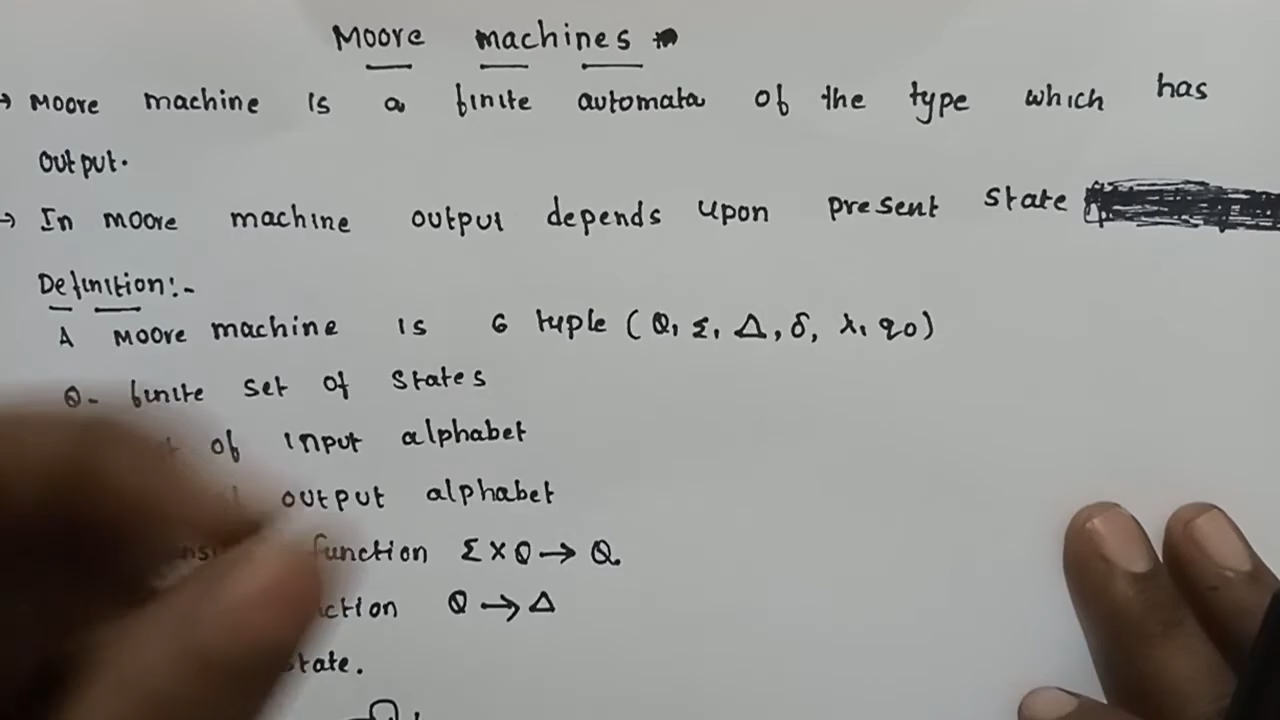 Moore machines
→ Moore machine is a finite automata of the type which has
output.
→ In moore machine output depends upon present state
Definition:-
A Moore machine is 6 tuple (Q, Σ, Δ, δ, λ, q0)
Q- finite set of states
of input alphabet
output alphabet
function Σ × Q → Q
Q → Δ
state.